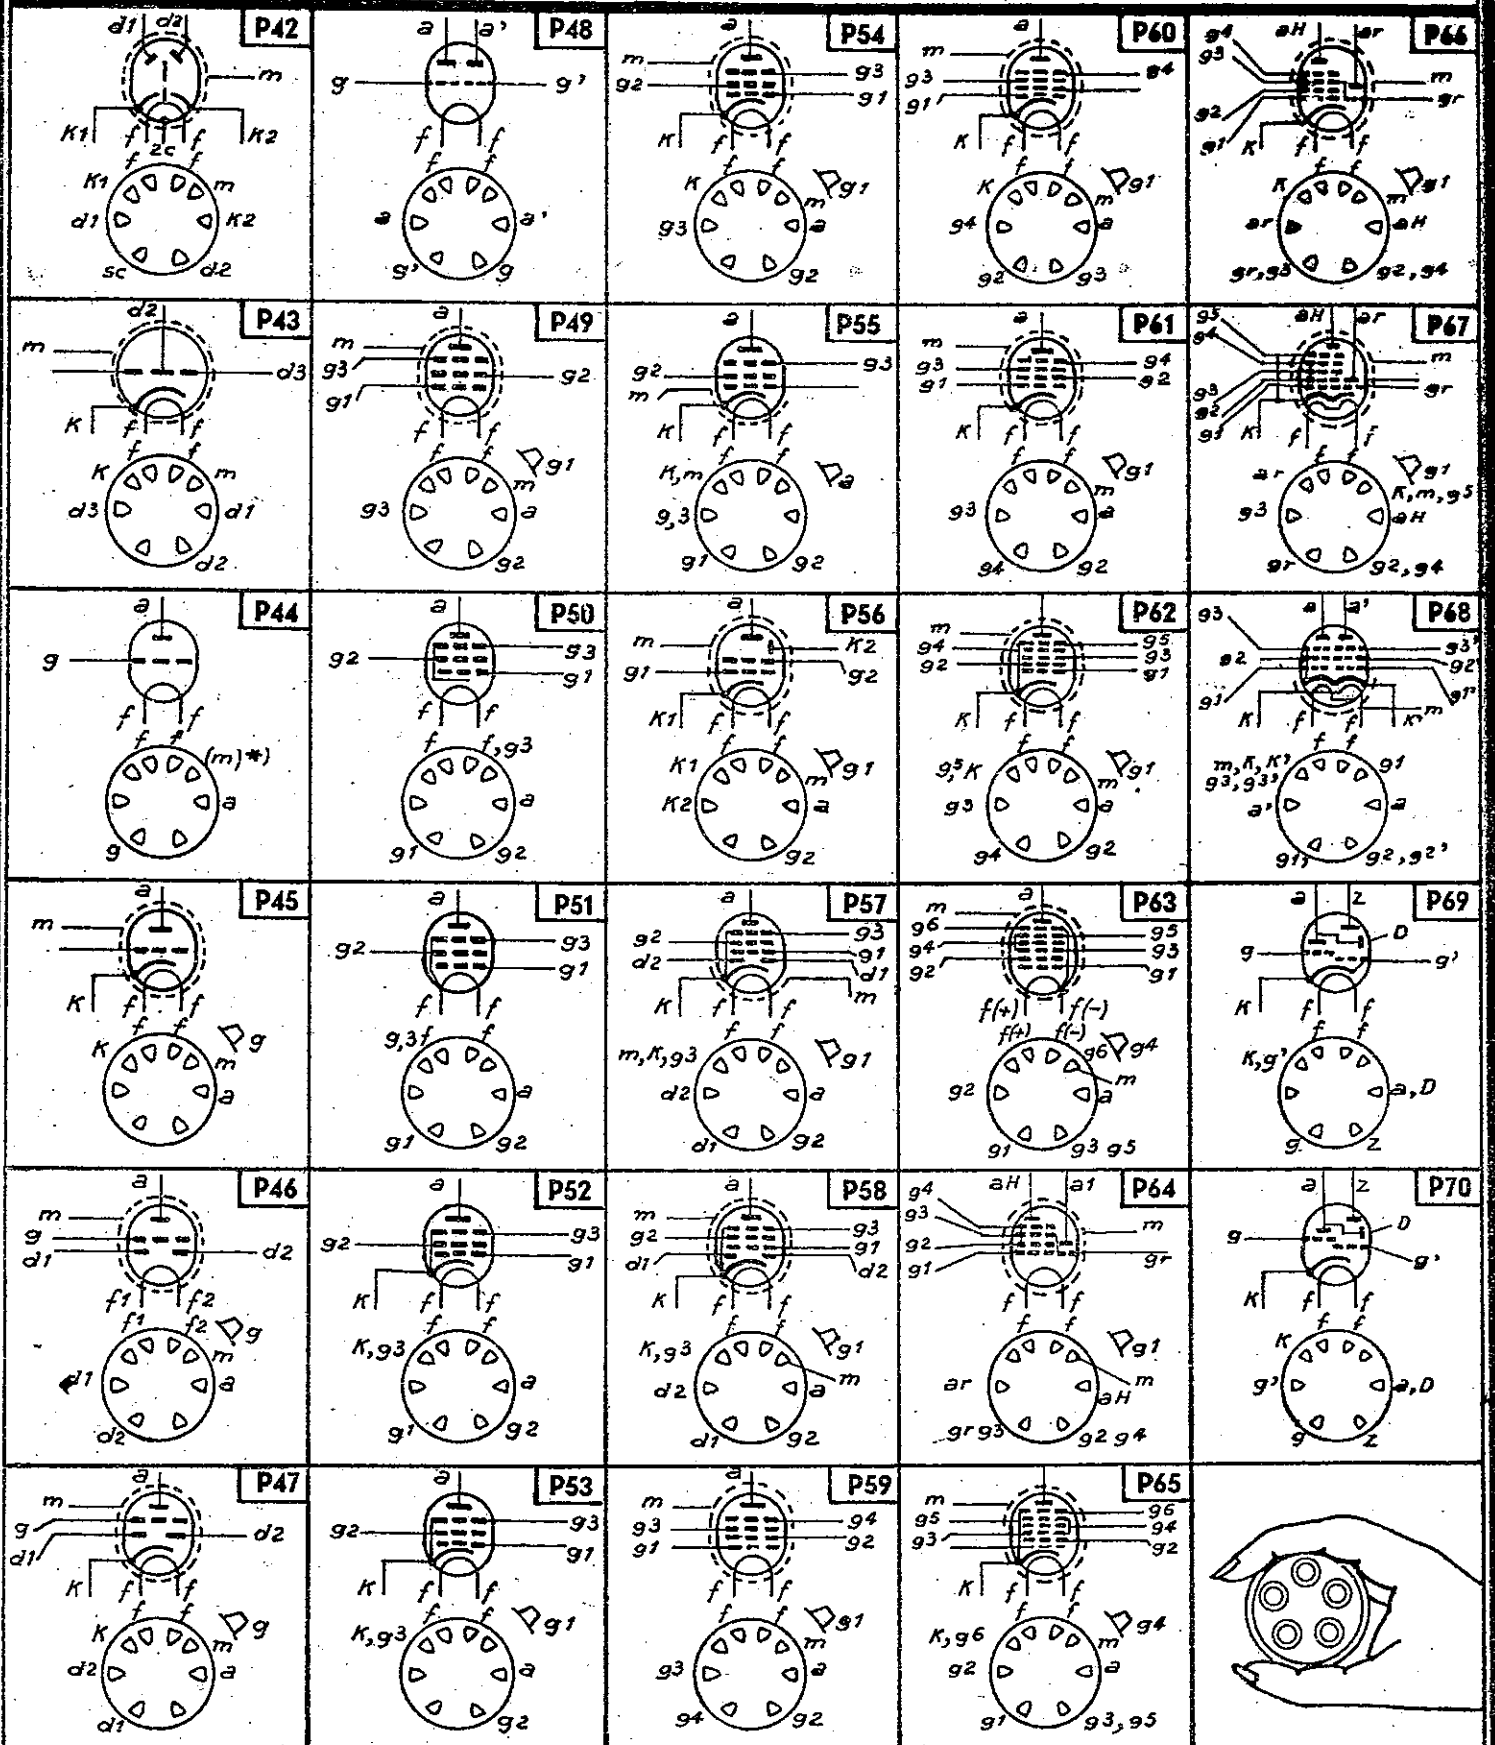 P42
d1 d2
m
K1 f f f K2
2c
f f
K1 m
d1 K2
sc d2
P48
a a'
g g'
f f
f f
a a'
g' g
P54
a
m g3
g2 g1
K f f
f f
K g1
m
g3 a
g2
P60
a
m g4
g3
g1
K f f
f f
K g1
m
g4 a
g2 g3
P66
g4 aH ar
g3
m
g2 gr
g1 K f f
f f
K g1
m
ar aH
gr,g3 g2,g4
P43
d2
m
d3
K f f
f f
K m
d3 d1
d2
P49
a
m
g3 g2
g1
f f
f f
g1
m
g3 a
g2
P55
a
g2 g3
m
K f f
f f
K,m a
g,3
g1 g2
P61
a
m g4
g3 g2
g1
K f f
f f
g1
m
g3 a
g4 g2
P67
g5 aH ar
g4 m
g3 gr
g2
g1 K f f
f f
ar g1
K,m,g5
g3 aH
gr g2,g4
P44
a
g
f f
f f
(m)*)
a
g
P50
a
g2 g3
g1
f f
f f,g3
a
g1 g2
P56
a
m K2
g1 g2
K1 f f
f f
K1 g1
m
K2 a
g2
P62
m g5
g4 g3
g2 g1
K f f
f f
g,5 K g1
m
g3 a
g4 g2
P68
g3 a a'
g3'
g2 g2'
g1 g1'
K f f K' m
f f
m,K,K' g1
g3,g3'
a' a
g1, g2,g2'
P45
a
m
K f f
f f
K g
m
a
P51
a
g2 g3
g1
f f
g,3f f
a
g1 g2
P57
a
g2 g3
d2 g1
d1
K f f m
f f
m,K,g3 g1
d2 a
d1 g2
P63
a
m
g6 g5
g4 g3
g2 g1
f(+) f(-)
f(+) f(-)
g6 g4
m
g2 a
g1 g3 g5
P69
a z
D
g g'
K f f
f f
K,g'
a,D
g z
P46
a
m
g
d1 d2
f1 f2
f1 f2 g
m
d1 a
d2
P52
a
g2 g3
g1
K f f
f f
K,g3
a
g1 g2
P58
a
m g3
g2 g1
d1 d2
K f f
f f
K,g3 g1
m
d2 a
d1 g2
P64
aH a1
g4
g3 m
g2 gr
g1
f f
f f
g1
m
ar aH
gr g3 g2 g4
P70
a z
D
g g'
K f f
f f
K
g' a,D
g z
P47
a
m
g
d1 d2
K f f
f f
K g
m
d2 a
d1
P53
a
g2 g3
g1
K f f
f f
K,g3 g1
a
g2
P59
a
m g4
g3 g2
g1
f f
f f
g1
m
g3 a
g4 g2
P65
m g6
g5 g4
g3 g2
K f f
f f
K,g6 g4
m
g2 a
g1 g3,g5